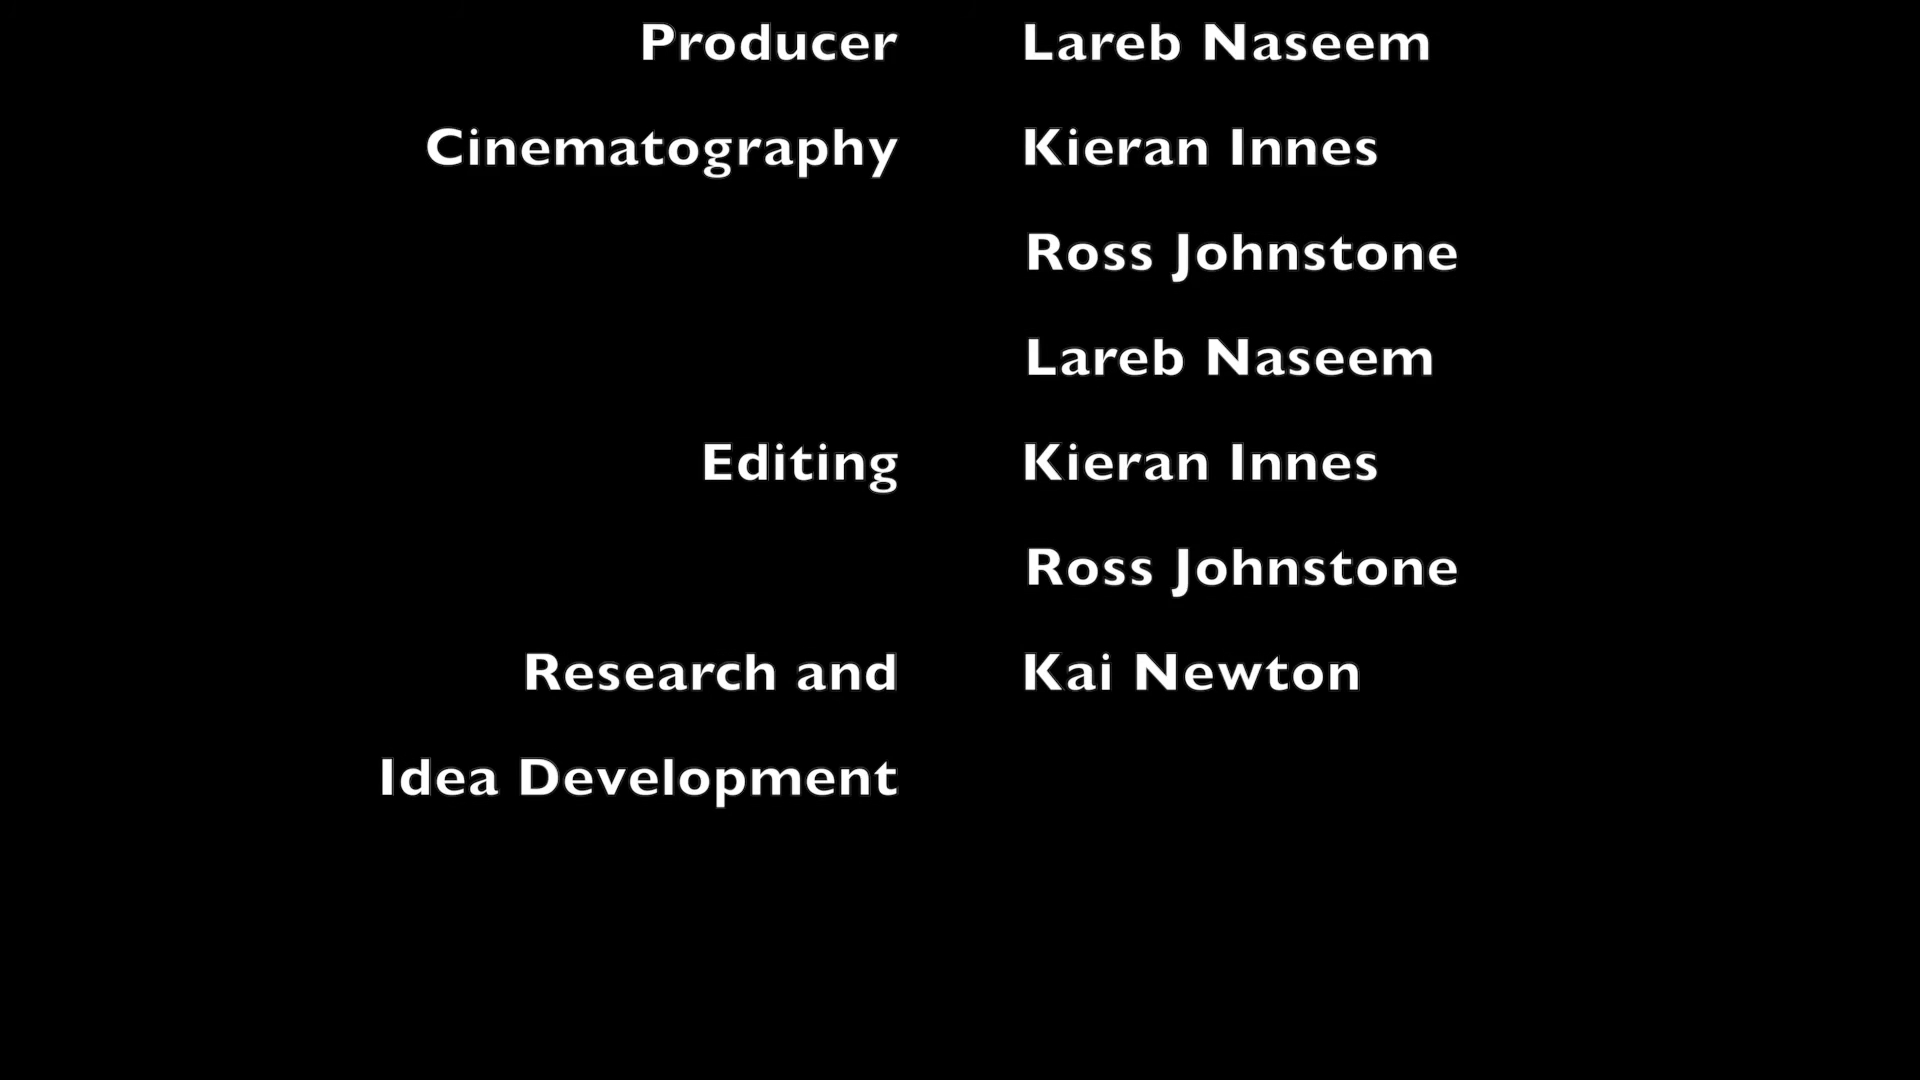 Producer Lareb Naseem
Cinematography Kieran Innes
Ross Johnstone
Lareb Naseem
Editing Kieran Innes
Ross Johnstone
Research and Kai Newton
Idea Development